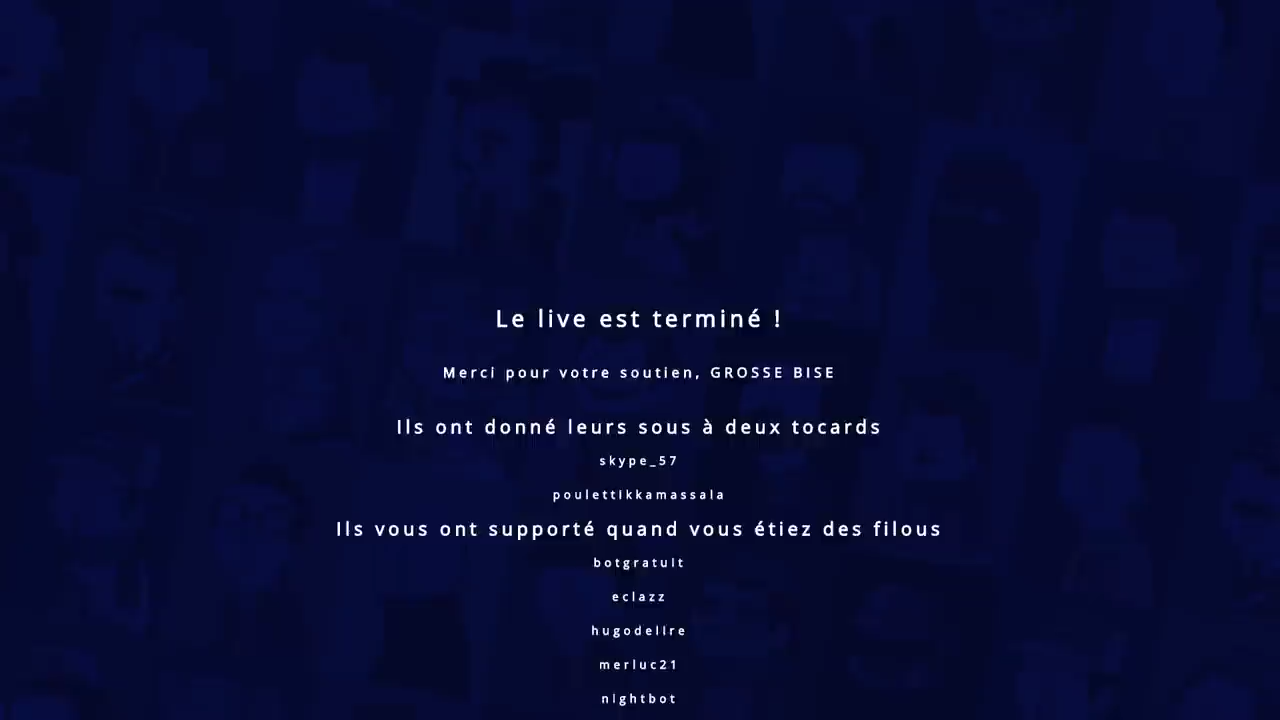 Le live est terminé !
Merci pour votre soutien, GROSSE BISE
Ils ont donné leurs sous à deux tocards
skype_57
poulettikkamassala
Ils vous ont supporté quand vous étiez des filous
botgratuit
eclazz
hugodelire
merluc21
nightbot